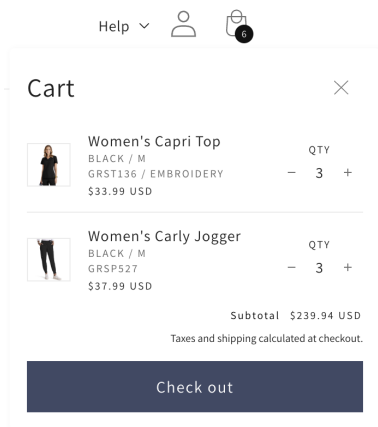 Help
6
Cart
Women's Capri Top
BLACK / M
GRST136 / EMBROIDERY
$33.99 USD
QTY
− 3 +
Women's Carly Jogger
BLACK / M
GRSP527
$37.99 USD
QTY
− 3 +
Subtotal $239.94 USD
Taxes and shipping calculated at checkout.
Check out